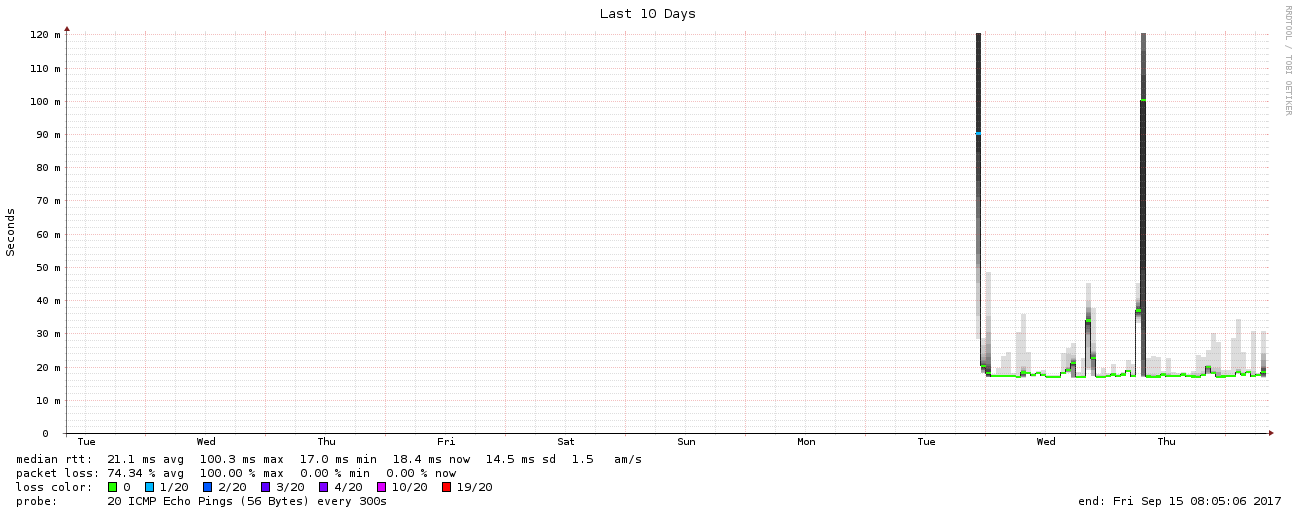 Last 10 Days
RRDTOOL / TOBI OETIKER
Seconds
120 m
110 m
100 m
90 m
80 m
70 m
60 m
50 m
40 m
30 m
20 m
10 m
0
Tue Wed Thu Fri Sat Sun Mon Tue Wed Thu
median rtt: 21.1 ms avg 100.3 ms max 17.0 ms min 18.4 ms now 14.5 ms sd 1.5 am/s
packet loss: 74.34 % avg 100.00 % max 0.00 % min 0.00 % now
loss color: 0 1/20 2/20 3/20 4/20 10/20 19/20
probe: 20 ICMP Echo Pings (56 Bytes) every 300s
end: Fri Sep 15 08:05:06 2017